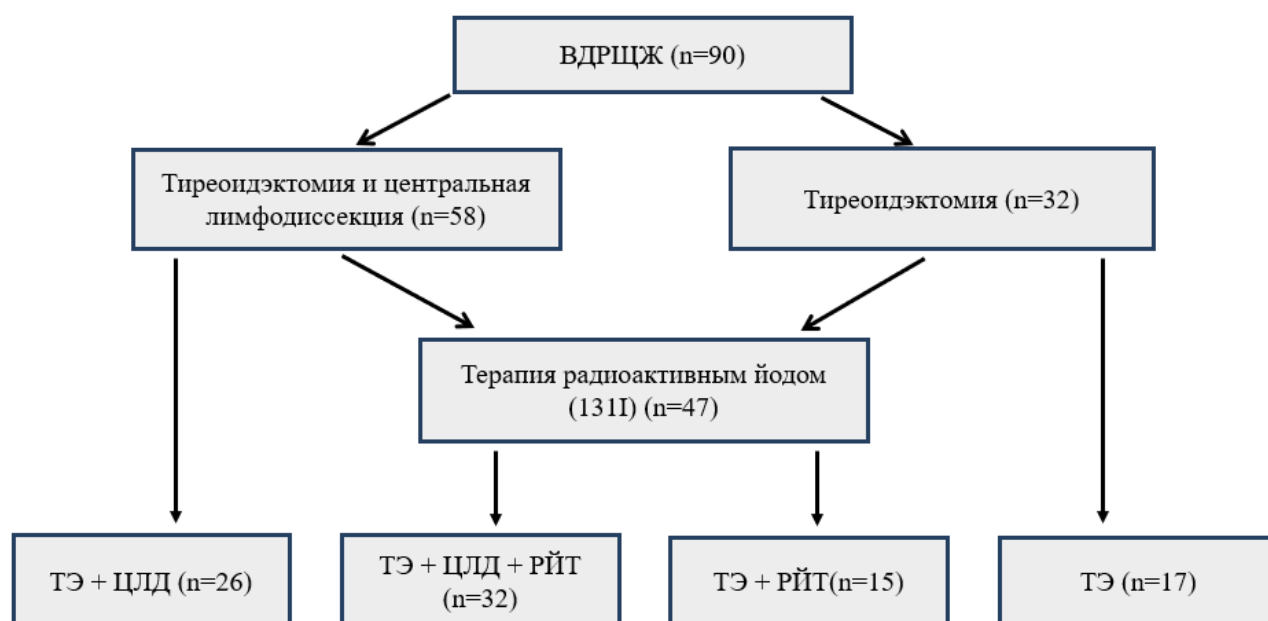 ВДРЩЖ (n=90)
Тиреоидэктомия и центральная
лимфодиссекция (n=58)
Тиреоидэктомия (n=32)
Терапия радиоактивным йодом
(131I) (n=47)
ТЭ + ЦЛД (n=26)
ТЭ + ЦЛД + РЙТ
(n=32)
ТЭ + РЙТ(n=15)
ТЭ (n=17)